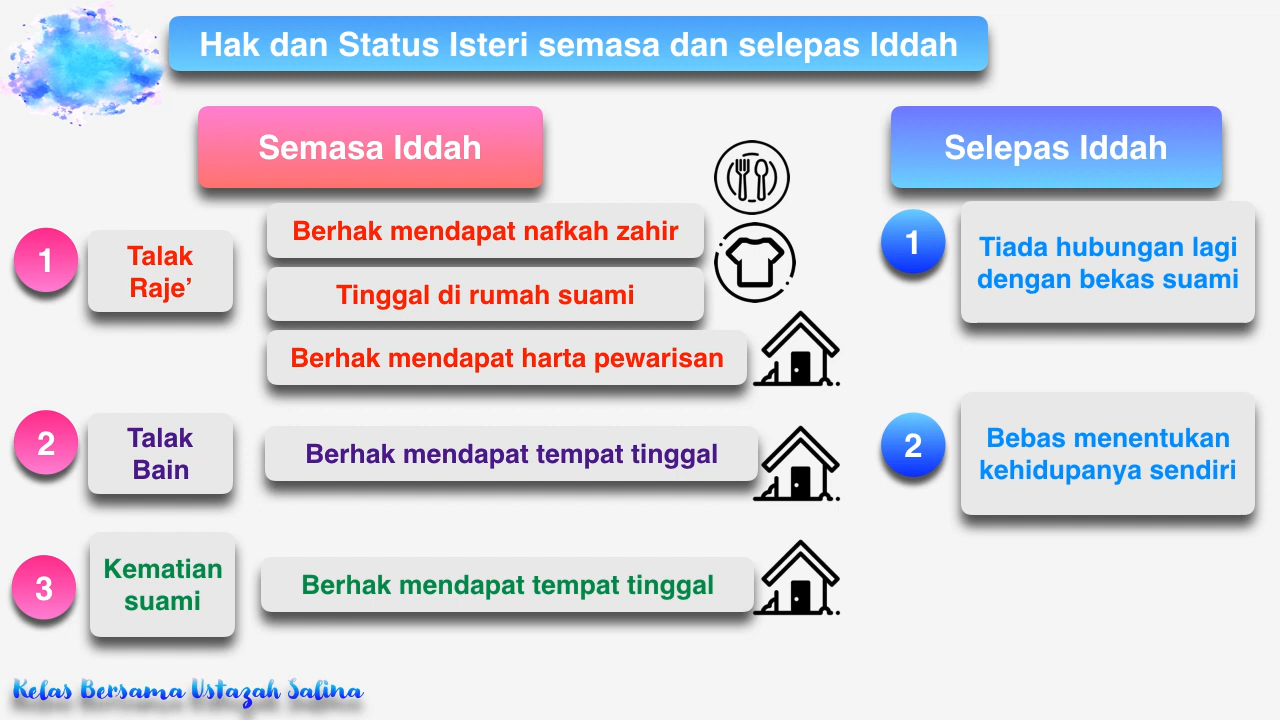 Hak dan Status Isteri semasa dan selepas Iddah
Semasa Iddah
1
Talak
Raje’
Berhak mendapat nafkah zahir
Tinggal di rumah suami
Berhak mendapat harta pewarisan
2
Talak
Bain
Berhak mendapat tempat tinggal
3
Kematian
suami
Berhak mendapat tempat tinggal
Selepas Iddah
1
Tiada hubungan lagi
dengan bekas suami
2
Bebas menentukan
kehidupanya sendiri
Kelas Bersama Ustazah Salina